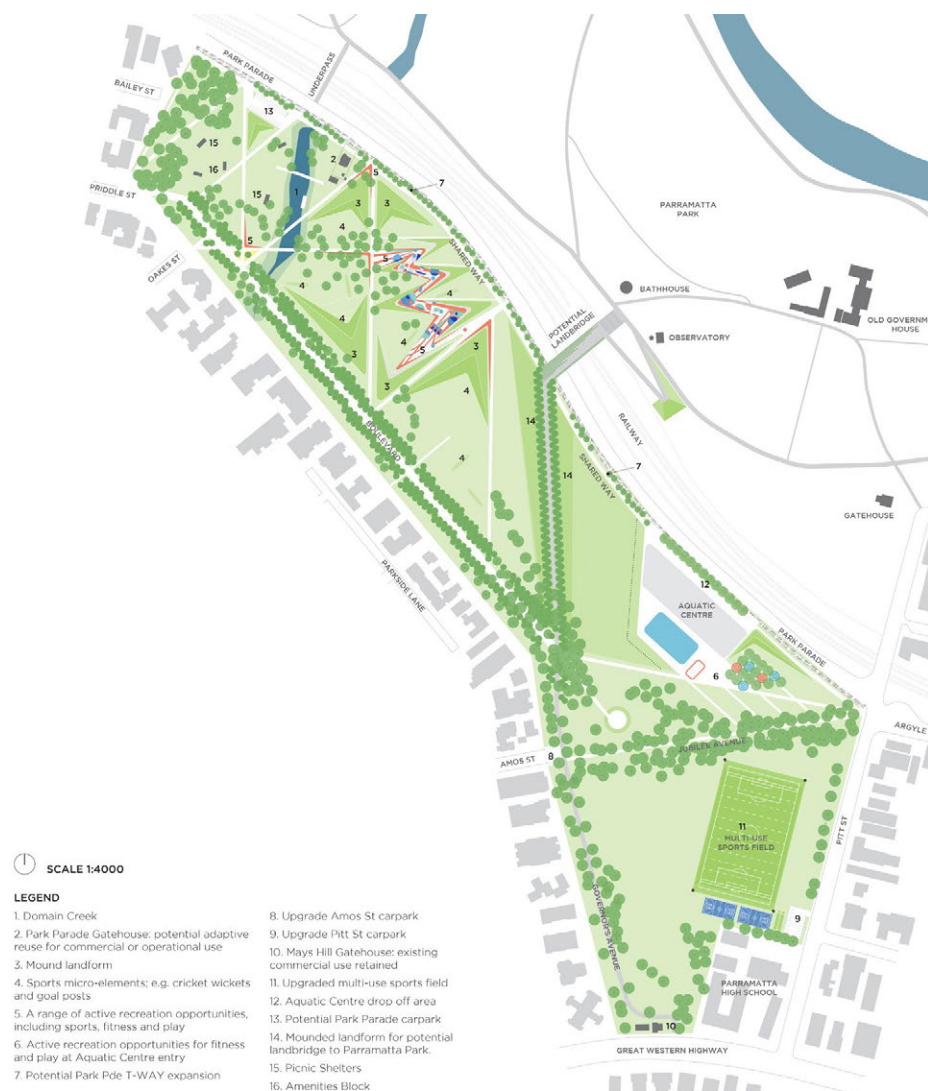 PARK PARADE
UNDERPASS
BAILEY ST
13
15
2
16
5
7
PRIDDLE ST
15
1
3
3
PARRAMATTA
PARK
4
5
SHARED WAY
OAKES ST
5
4
4
BATHHOUSE
OLD GOVERNM
HOUSE
4
POTENTIAL
LANDBRIDGE
OBSERVATORY
4
5
3
3
3
4
14
RAILWAY
BOULEVARD
4
14
SHARED WAY
7
GATEHOUSE
PARKSIDE LANE
12
AQUATIC
CENTRE
PARK PARADE
6
ARGYLE
JUBILEE AVENUE
8
AMOS ST
PITT ST
11
MULTI-USE
SPORTS FIELD
GOVERNOR'S AVENUE
9
PARRAMATTA
HIGH SCHOOL
10
GREAT WESTERN HIGHWAY
SCALE 1:4000
LEGEND
1. Domain Creek
2. Park Parade Gatehouse: potential adaptive
reuse for commercial or operational use
3. Mound landform
4. Sports micro-elements; e.g. cricket wickets
and goal posts
5. A range of active recreation opportunities,
including sports, fitness and play
6. Active recreation opportunities for fitness
and play at Aquatic Centre entry
7. Potential Park Pde T-WAY expansion
8. Upgrade Amos St carpark
9. Upgrade Pitt St carpark
10. Mays Hill Gatehouse: existing
commercial use retained
11. Upgraded multi-use sports field
12. Aquatic Centre drop off area
13. Potential Park Parade carpark
14. Mounded landform for potential
landbridge to Parramatta Park.
15. Picnic Shelters
16. Amenities Block